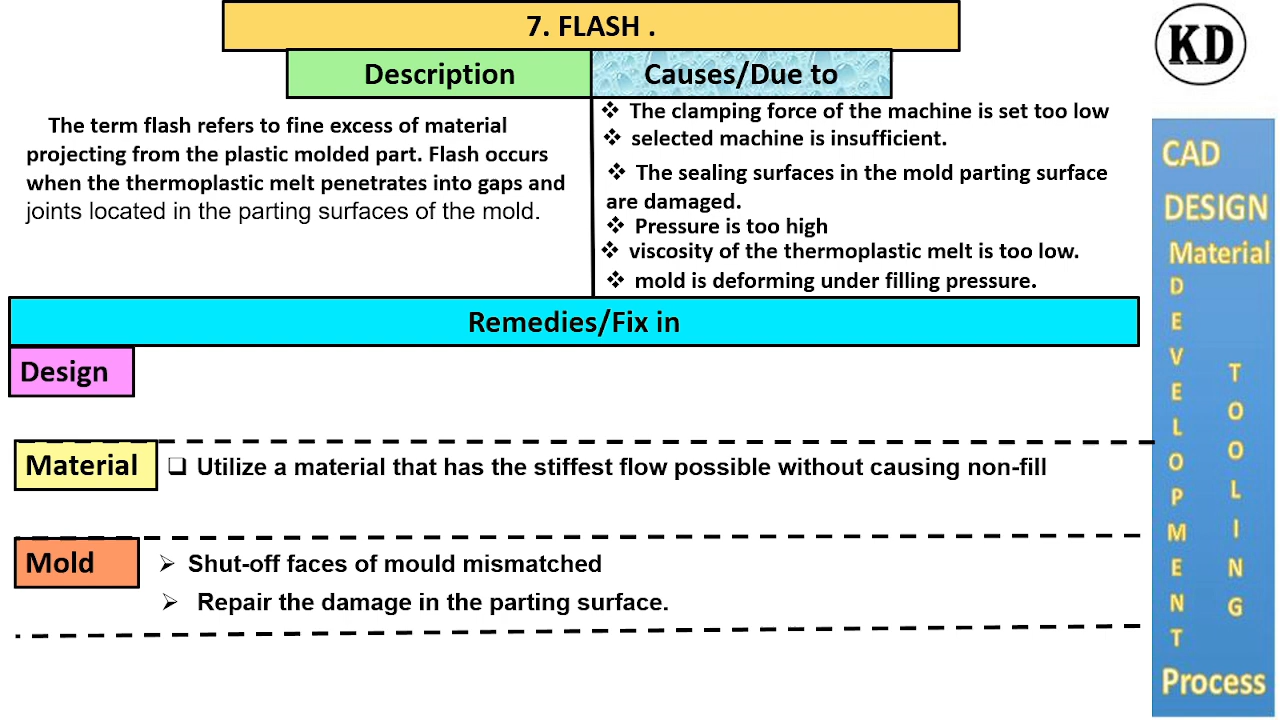 7. FLASH .
KD
Description
Causes/Due to
The term flash refers to fine excess of material
projecting from the plastic molded part. Flash occurs
when the thermoplastic melt penetrates into gaps and
joints located in the parting surfaces of the mold.
❖ The clamping force of the machine is set too low
❖ selected machine is insufficient.
❖ The sealing surfaces in the mold parting surface
are damaged.
❖ Pressure is too high
❖ viscosity of the thermoplastic melt is too low.
❖ mold is deforming under filling pressure.
Remedies/Fix in
Design
Material
❑ Utilize a material that has the stiffest flow possible without causing non-fill
Mold
➢ Shut-off faces of mould mismatched
➢ Repair the damage in the parting surface.
CAD
DESIGN
Material
DEVELOPMENT
TOOLING
Process